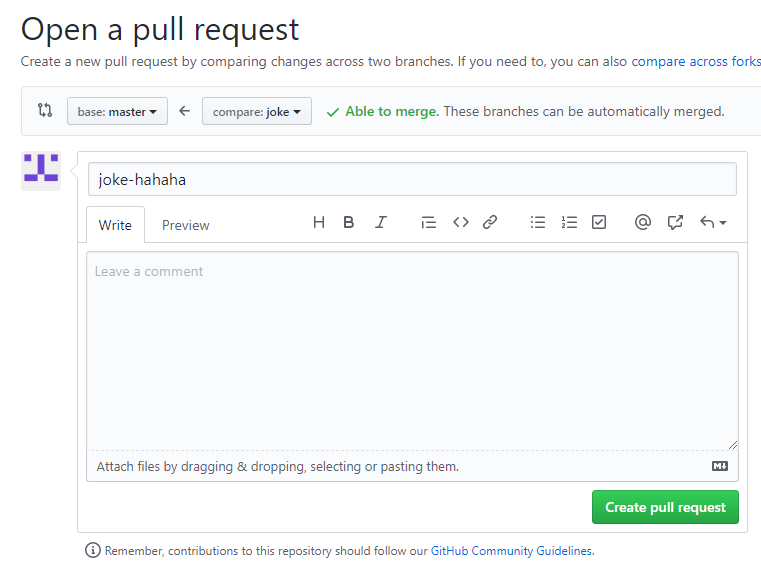 Open a pull request
Create a new pull request by comparing changes across two branches. If you need to, you can also compare across forks
base: master compare: joke Able to merge. These branches can be automatically merged.
joke-hahaha
Write Preview H B I
Leave a comment
Attach files by dragging & dropping, selecting or pasting them.
Create pull request
Remember, contributions to this repository should follow our GitHub Community Guidelines.